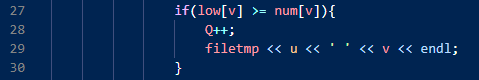 27 if(low[v] >= num[v]){
28 Q++;
29 filetmp << u << ' ' << v << endl;
30 }